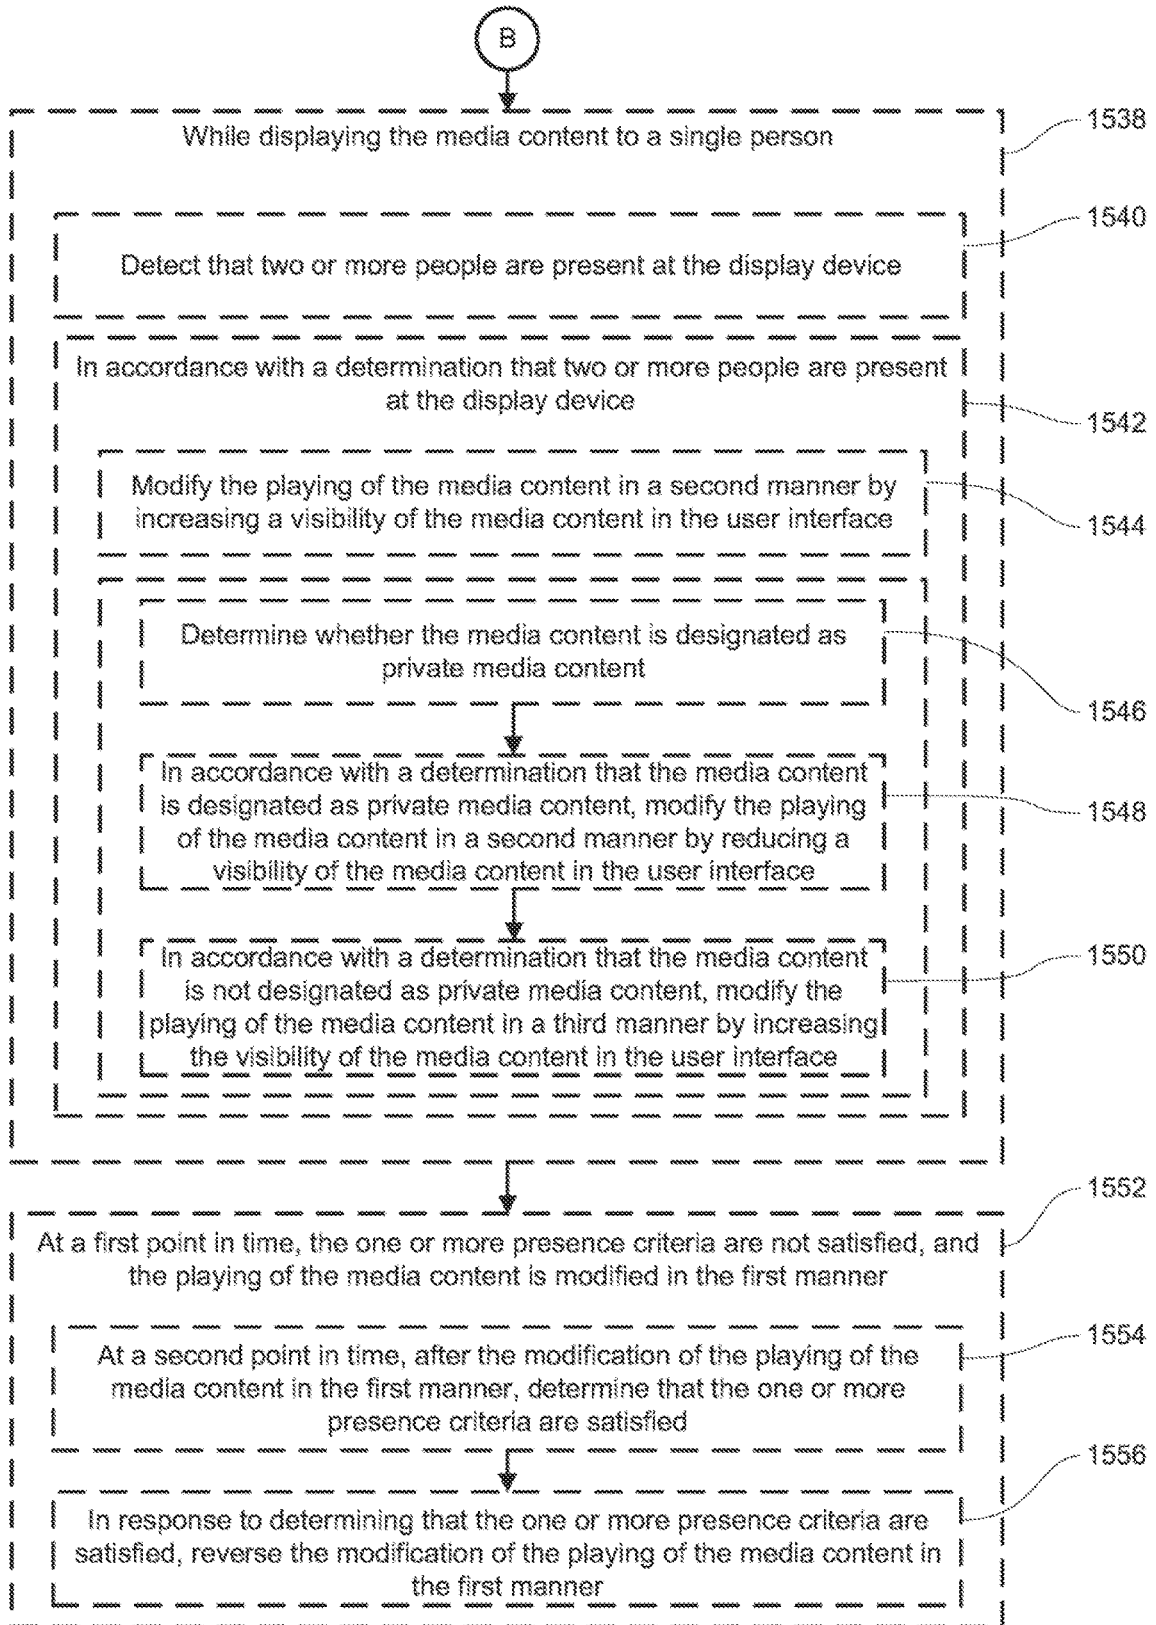 B
While displaying the media content to a single person
1538
1540
Detect that two or more people are present at the display device
In accordance with a determination that two or more people are present
at the display device
1542
Modify the playing of the media content in a second manner by
increasing a visibility of the media content in the user interface
1544
Determine whether the media content is designated as
private media content
1546
In accordance with a determination that the media content
is designated as private media content, modify the playing
of the media content in a second manner by reducing a
visibility of the media content in the user interface
1548
In accordance with a determination that the media content
is not designated as private media content, modify the
playing of the media content in a third manner by increasing
the visibility of the media content in the user interface
1550
1552
At a first point in time, the one or more presence criteria are not satisfied, and
the playing of the media content is modified in the first manner
1554
At a second point in time, after the modification of the playing of the
media content in the first manner, determine that the one or more
presence criteria are satisfied
1556
In response to determining that the one or more presence criteria are
satisfied, reverse the modification of the playing of the media content in
the first manner